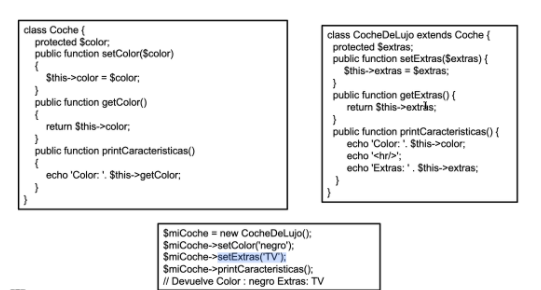 class Coche {
protected $color;
public function setColor($color)
{
$this->color = $color;
}
public function getColor()
{
return $this->color;
}
public function printCaracteristicas()
{
echo 'Color: '. $this->getColor;
}
}
class CocheDeLujo extends Coche {
protected $extras;
public function setExtras($extras) {
$this->extras = $extras;
}
public function getExtras() {
return $this->extras;
}
public function printCaracteristicas() {
echo 'Color: '. $this->color;
echo '<hr/>';
echo 'Extras: ' . $this->extras;
}
}
$miCoche = new CocheDeLujo();
$miCoche->setColor('negro');
$miCoche->setExtras('TV');
$miCoche->printCaracteristicas();
// Devuelve Color : negro Extras: TV